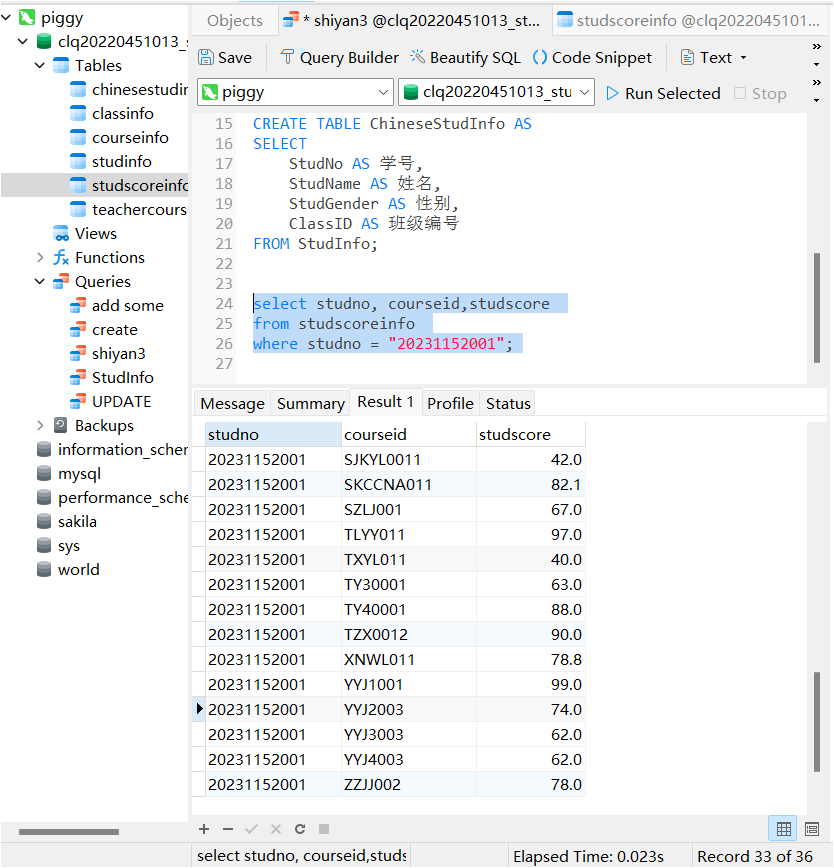 piggy
clq20220451013_s
Tables
chinesestudin
classinfo
courseinfo
studinfo
studscoreinfo
teachercours
Views
Functions
Queries
add some
create
shiyan3
StudInfo
UPDATE
Backups
information_schem
mysql
performance_sche
sakila
sys
world
Objects
* shiyan3 @clq20220451013_st...
studscoreinfo @clq2022045101...
Save
Query Builder
Beautify SQL
() Code Snippet
Text
»
piggy
clq20220451013_stu
Run Selected
Stop
»
15 CREATE TABLE ChineseStudInfo AS
16 SELECT
17 StudNo AS 学号,
18 StudName AS 姓名,
19 StudGender AS 性别,
20 ClassID AS 班级编号
21 FROM StudInfo;
22
23
24 select studno, courseid,studscore
25 from studscoreinfo
26 where studno = "20231152001";
27
Message Summary Result 1 Profile Status
studno courseid studscore
20231152001 SJKYL0011 42.0
20231152001 SKCCNA011 82.1
20231152001 SZLJ001 67.0
20231152001 TLYY011 97.0
20231152001 TXYL011 40.0
20231152001 TY30001 63.0
20231152001 TY40001 88.0
20231152001 TZX0012 90.0
20231152001 XNWL011 78.8
20231152001 YYJ1001 99.0
20231152001 YYJ2003 74.0
20231152001 YYJ3003 62.0
20231152001 YYJ4003 62.0
20231152001 ZZJJ002 78.0
select studno, courseid,studs
Elapsed Time: 0.023s
Record 33 of 36